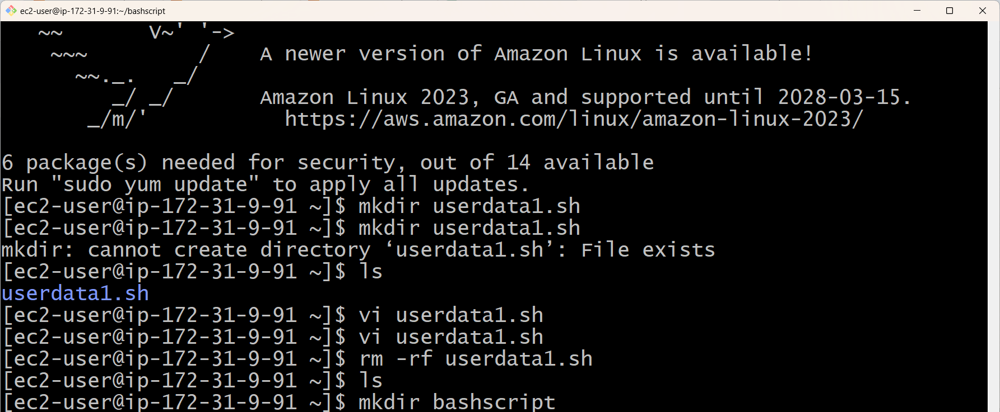 ec2-user@ip-172-31-9-91:~/bashscript
   ~~       V~' '->
    ~~~         /    A newer version of Amazon Linux is available!
      ~~._.   _/
         _/ _/       Amazon Linux 2023, GA and supported until 2028-03-15.
       _/m/'           https://aws.amazon.com/linux/amazon-linux-2023/
6 package(s) needed for security, out of 14 available
Run "sudo yum update" to apply all updates.
[ec2-user@ip-172-31-9-91 ~]$ mkdir userdata1.sh
[ec2-user@ip-172-31-9-91 ~]$ mkdir userdata1.sh
mkdir: cannot create directory ‘userdata1.sh’: File exists
[ec2-user@ip-172-31-9-91 ~]$ ls
userdata1.sh
[ec2-user@ip-172-31-9-91 ~]$ vi userdata1.sh
[ec2-user@ip-172-31-9-91 ~]$ vi userdata1.sh
[ec2-user@ip-172-31-9-91 ~]$ rm -rf userdata1.sh
[ec2-user@ip-172-31-9-91 ~]$ ls
[ec2-user@ip-172-31-9-91 ~]$ mkdir bashscript